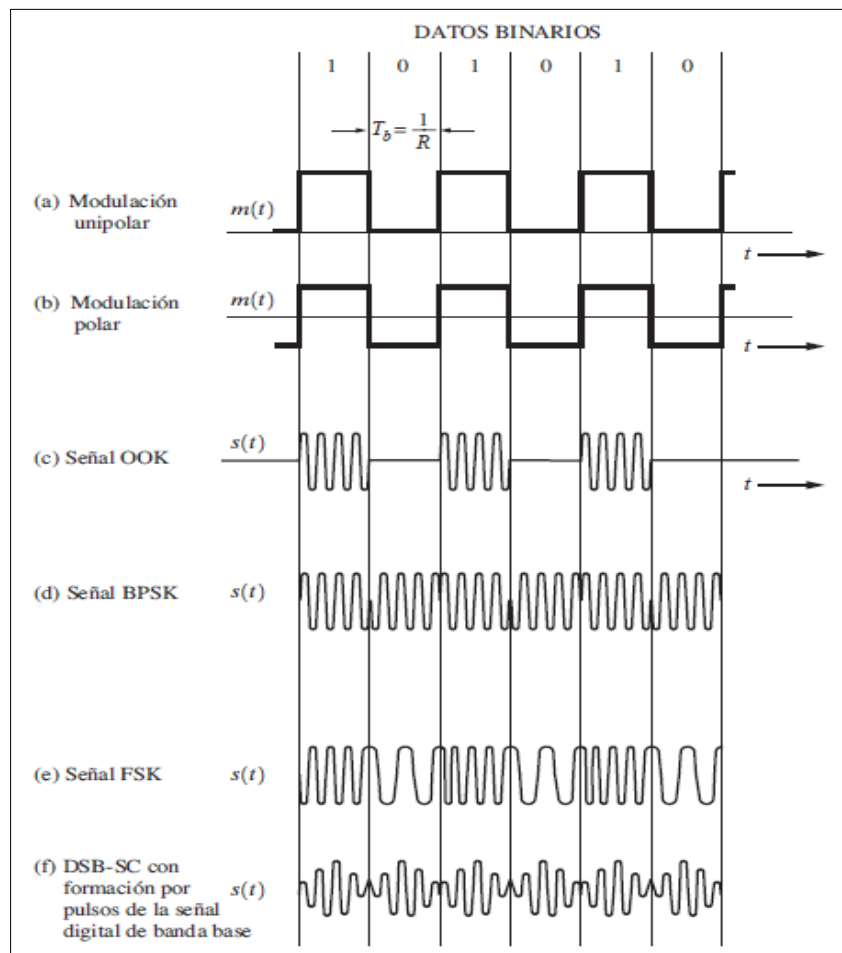 DATOS BINARIOS
1 0 1 0 1 0
T_b = 1/R
(a) Modulación
unipolar
m(t)
t
(b) Modulación
polar
m(t)
t
(c) Señal OOK
s(t)
t
(d) Señal BPSK
s(t)
(e) Señal FSK
s(t)
(f) DSB-SC con
formación por
pulsos de la señal
digital de banda base
s(t)